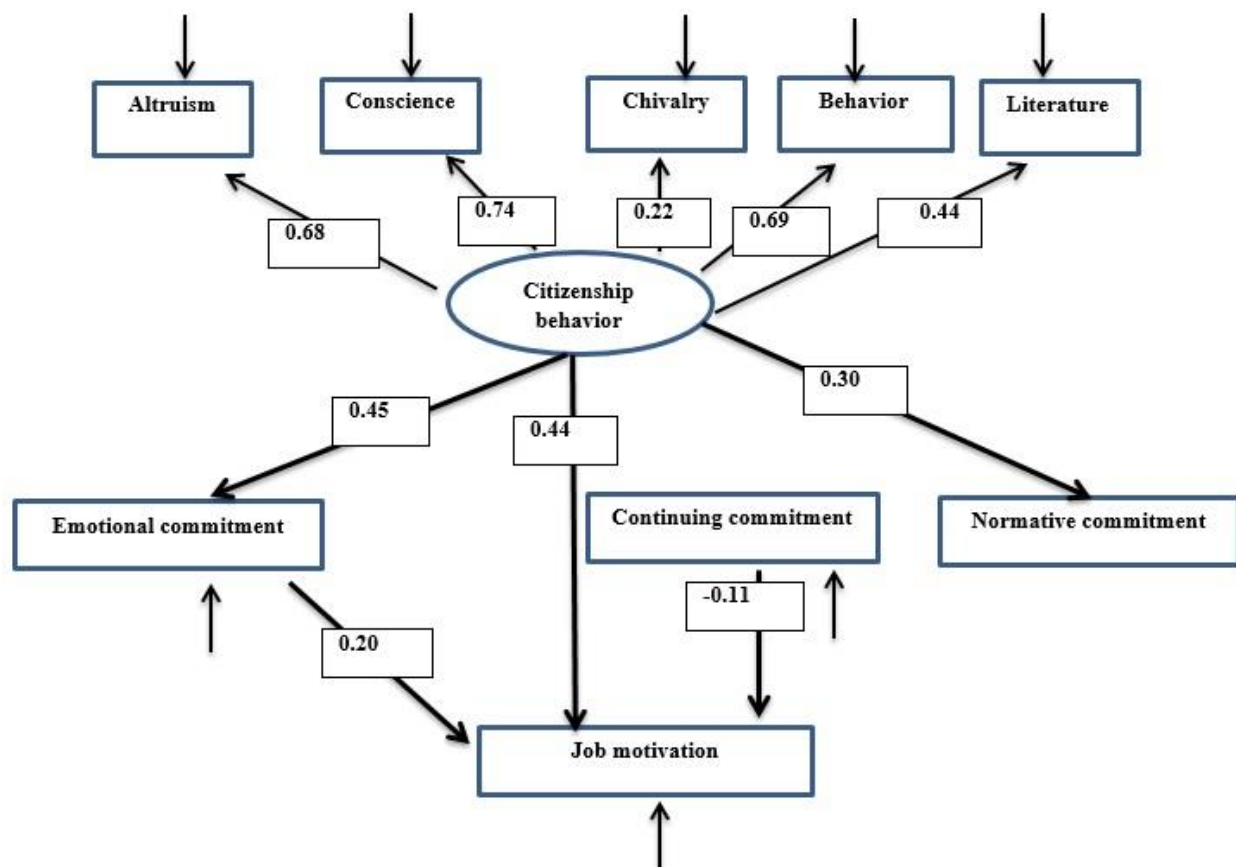 Altruism
Conscience
Chivalry
Behavior
Literature
0.68
0.74
0.22
0.69
0.44
Citizenship
behavior
0.45
0.44
0.30
Emotional commitment
Continuing commitment
Normative commitment
0.20
-0.11
Job motivation